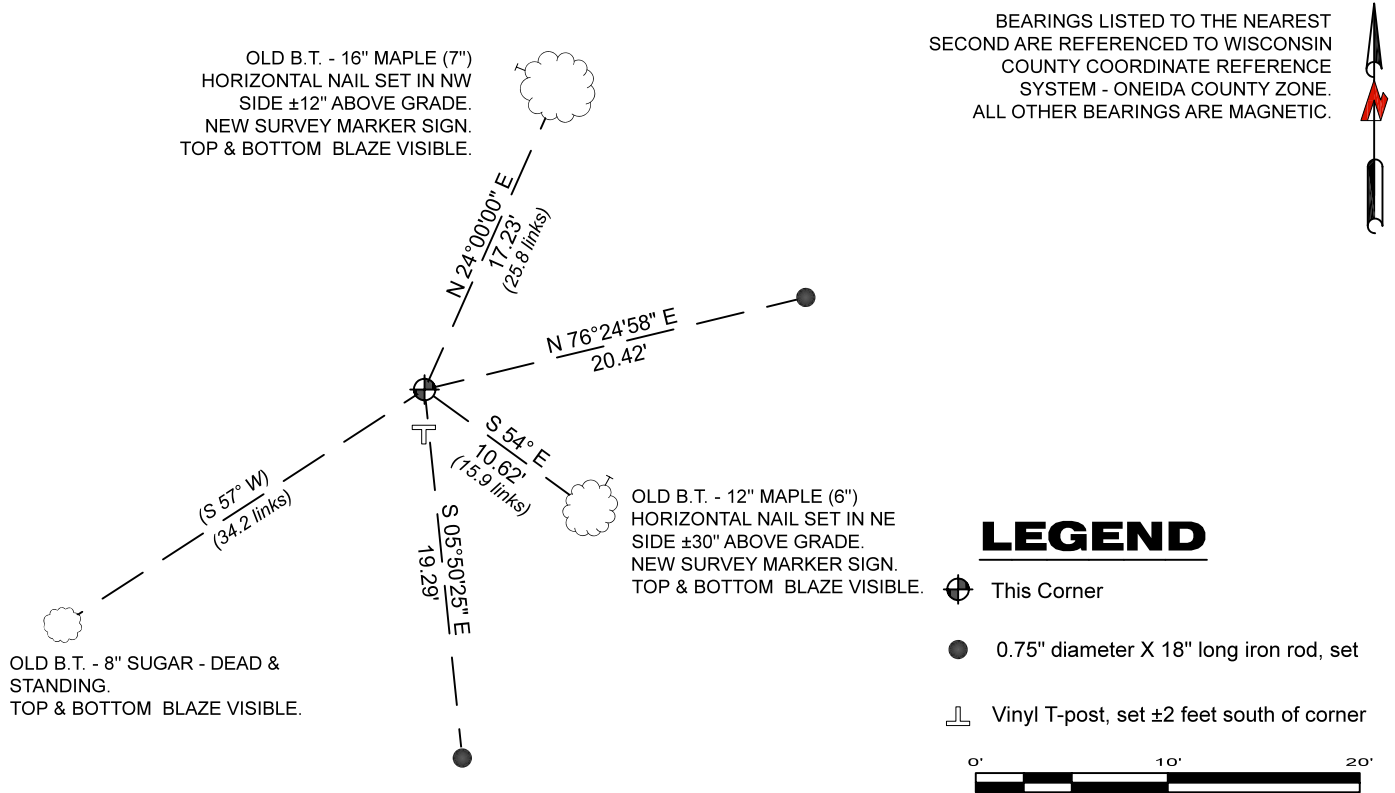 BEARINGS LISTED TO THE NEAREST
SECOND ARE REFERENCED TO WISCONSIN
COUNTY COORDINATE REFERENCE
SYSTEM - ONEIDA COUNTY ZONE.
ALL OTHER BEARINGS ARE MAGNETIC.
N
OLD B.T. - 16" MAPLE (7")
HORIZONTAL NAIL SET IN NW
SIDE ±12" ABOVE GRADE.
NEW SURVEY MARKER SIGN.
TOP & BOTTOM BLAZE VISIBLE.
N 24°00'00" E
17.23'
(25.8 links)
N 76°24'58" E
20.42'
S 54° E
10.62'
(15.9 links)
(S 57° W)
(34.2 links)
S 05°50'25" E
19.29'
OLD B.T. - 12" MAPLE (6")
HORIZONTAL NAIL SET IN NE
SIDE ±30" ABOVE GRADE.
NEW SURVEY MARKER SIGN.
TOP & BOTTOM BLAZE VISIBLE.
OLD B.T. - 8" SUGAR - DEAD &
STANDING.
TOP & BOTTOM BLAZE VISIBLE.
LEGEND
This Corner
0.75" diameter X 18" long iron rod, set
Vinyl T-post, set ±2 feet south of corner
0' 10' 20'